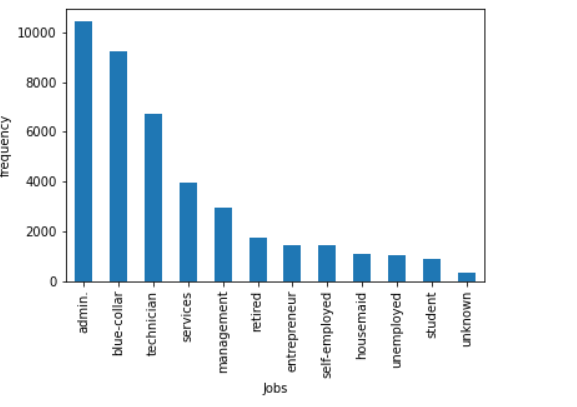 10000
8000
6000
4000
2000
0
frequency
admin.
blue-collar
technician
services
management
retired
entrepreneur
self-employed
housemaid
unemployed
student
unknown
Jobs